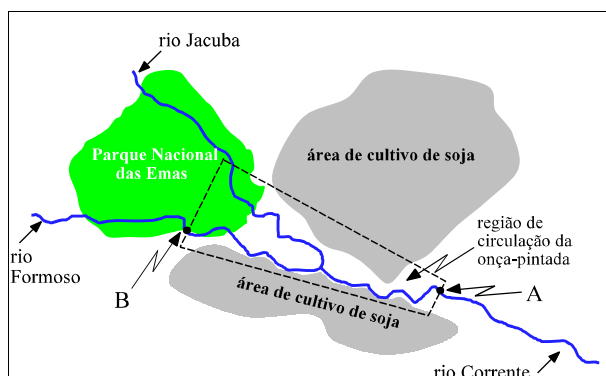 rio Jacuba
Parque Nacional
das Emas
área de cultivo de soja
região de
circulação da
onça-pintada
rio
Formoso
B
área de cultivo de soja
A
rio Corrente